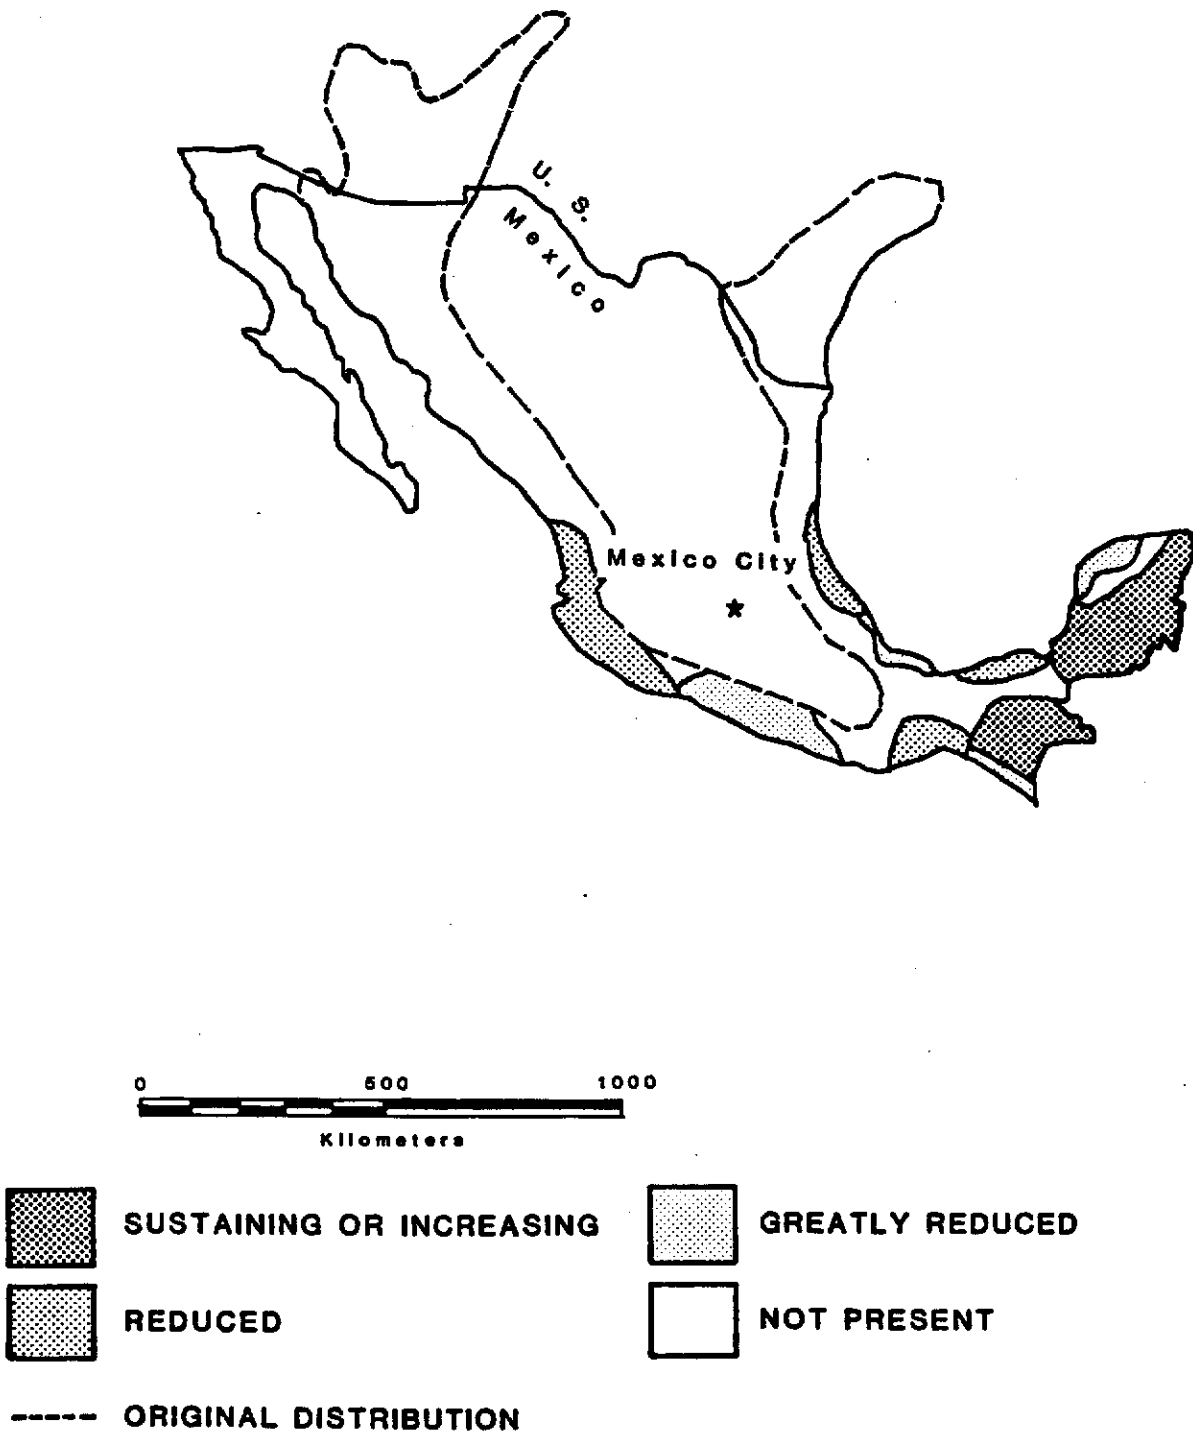 U. S.
Mexico
Mexico City
0 500 1000
Kilometers
SUSTAINING OR INCREASING
GREATLY REDUCED
REDUCED
NOT PRESENT
ORIGINAL DISTRIBUTION